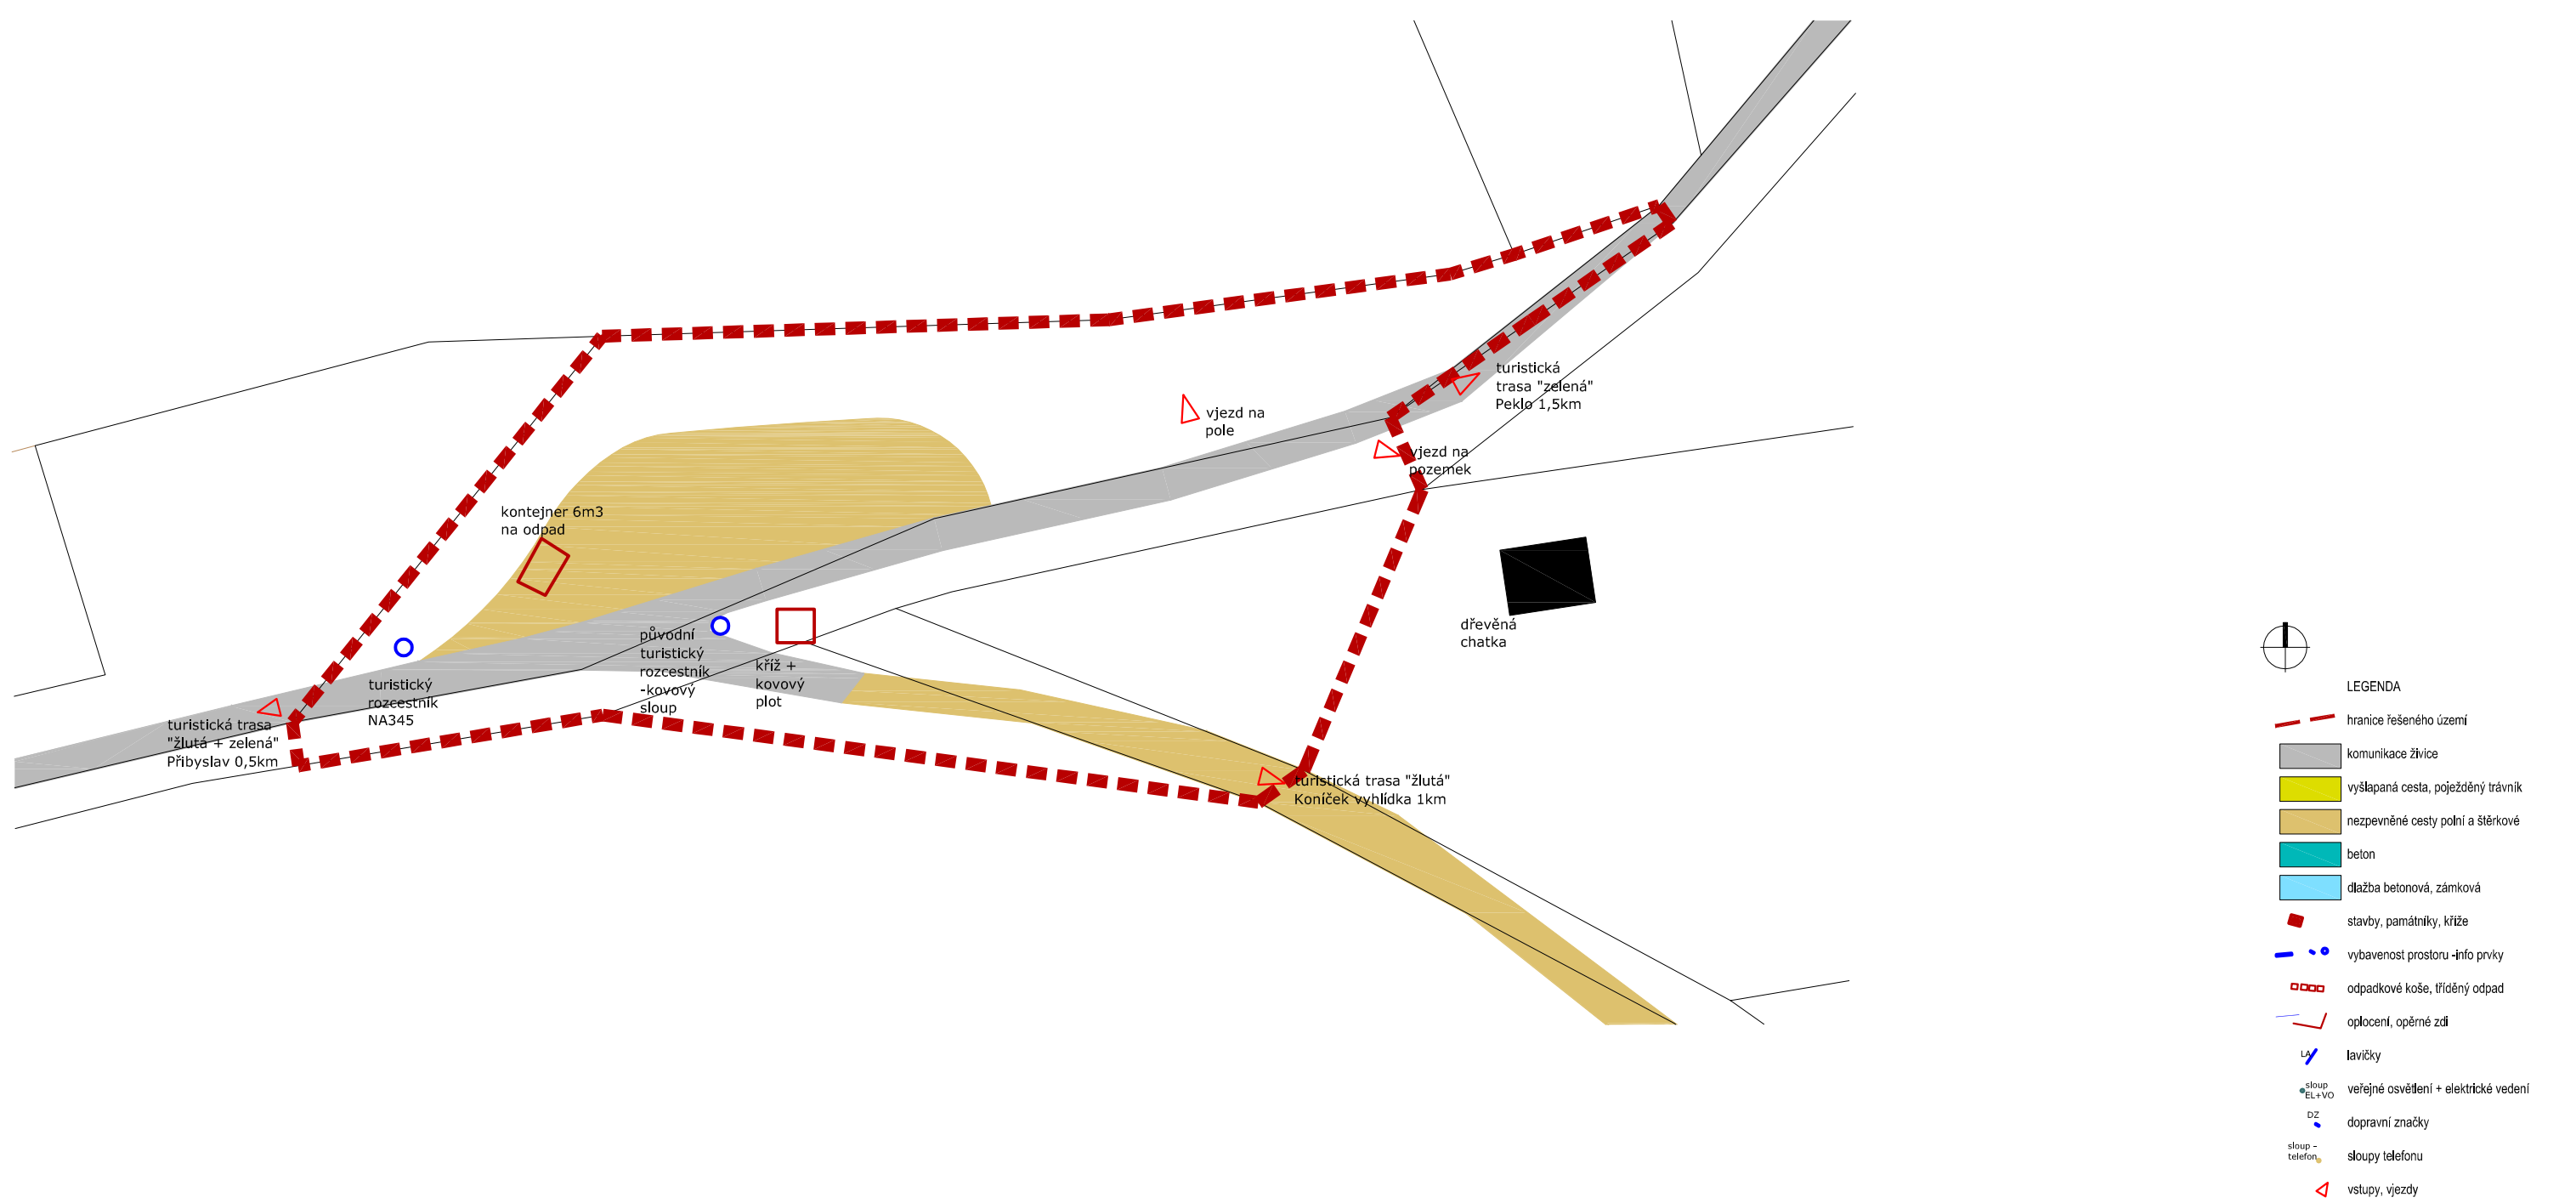 turistická
trasa "zelená"
Peklo 1,5km
vjezd na
pole
vjezd na
pozemek
kontejner 6m3
na odpad
dřevěná
chatka
původní
turistický
rozcestník
-kovový
sloup
kříž +
kovový
plot
turistický
rozcestník
NA345
turistická trasa
"žlutá + zelená"
Přibyslav 0,5km
turistická trasa "žlutá"
Koníček vyhlídka 1km
LEGENDA
hranice řešeného území
komunikace živice
vyšlapaná cesta, poježděný trávník
nezpevněné cesty polní a štěrkové
beton
dlažba betonová, zámková
stavby, památníky, kříže
vybavenost prostoru -info prvky
odpadkové koše, tříděný odpad
oplocení, opěrné zdi
LA
lavičky
sloup
EL+VO
veřejné osvětlení + elektrické vedení
DZ
dopravní značky
sloup -
telefon
sloupy telefonu
vstupy, vjezdy